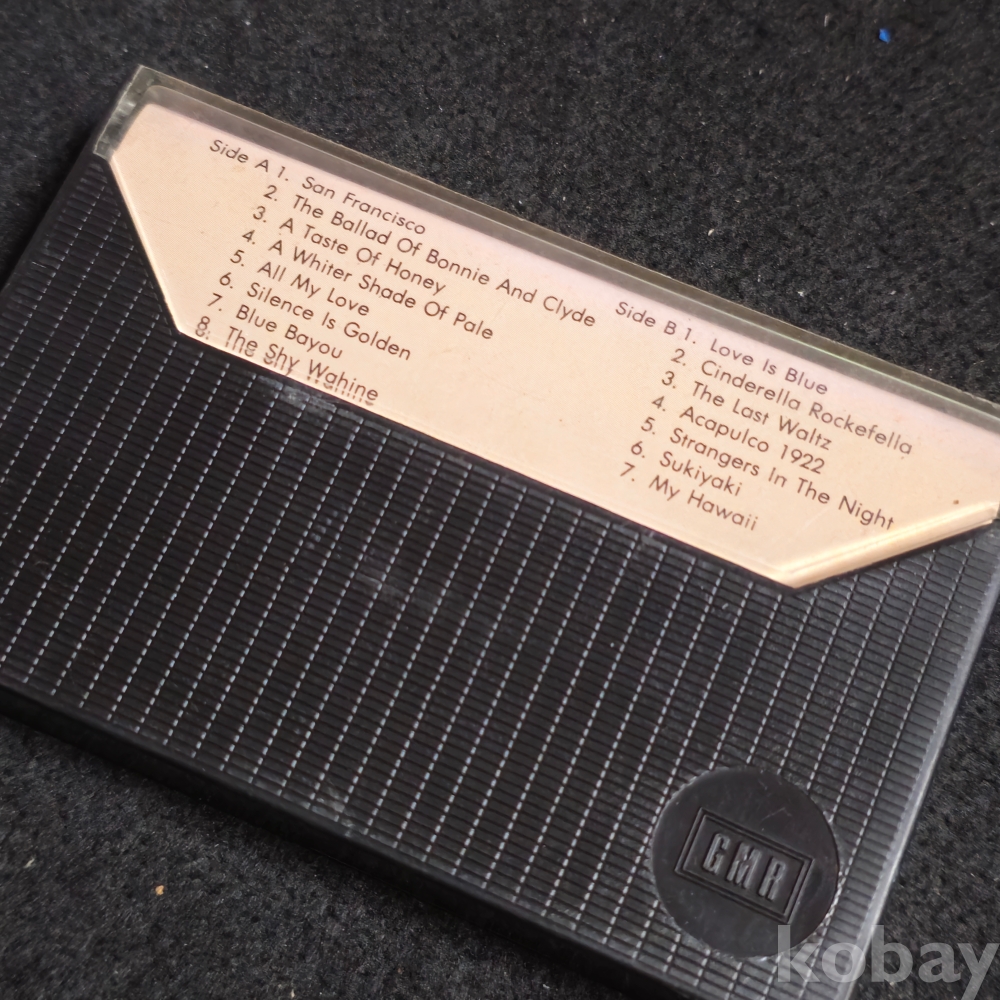 Side A 1. San Francisco
2. The Ballad Of Bonnie And Clyde
3. A Taste Of Honey
4. A Whiter Shade Of Pale
5. All My Love
6. Silence Is Golden
7. Blue Bayou
8. The Shy Wahine
Side B 1. Love Is Blue
2. Cinderella Rockefella
3. The Last Waltz
4. Acapulco 1922
5. Strangers In The Night
6. Sukiyaki
7. My Hawaii
GMR
kobay